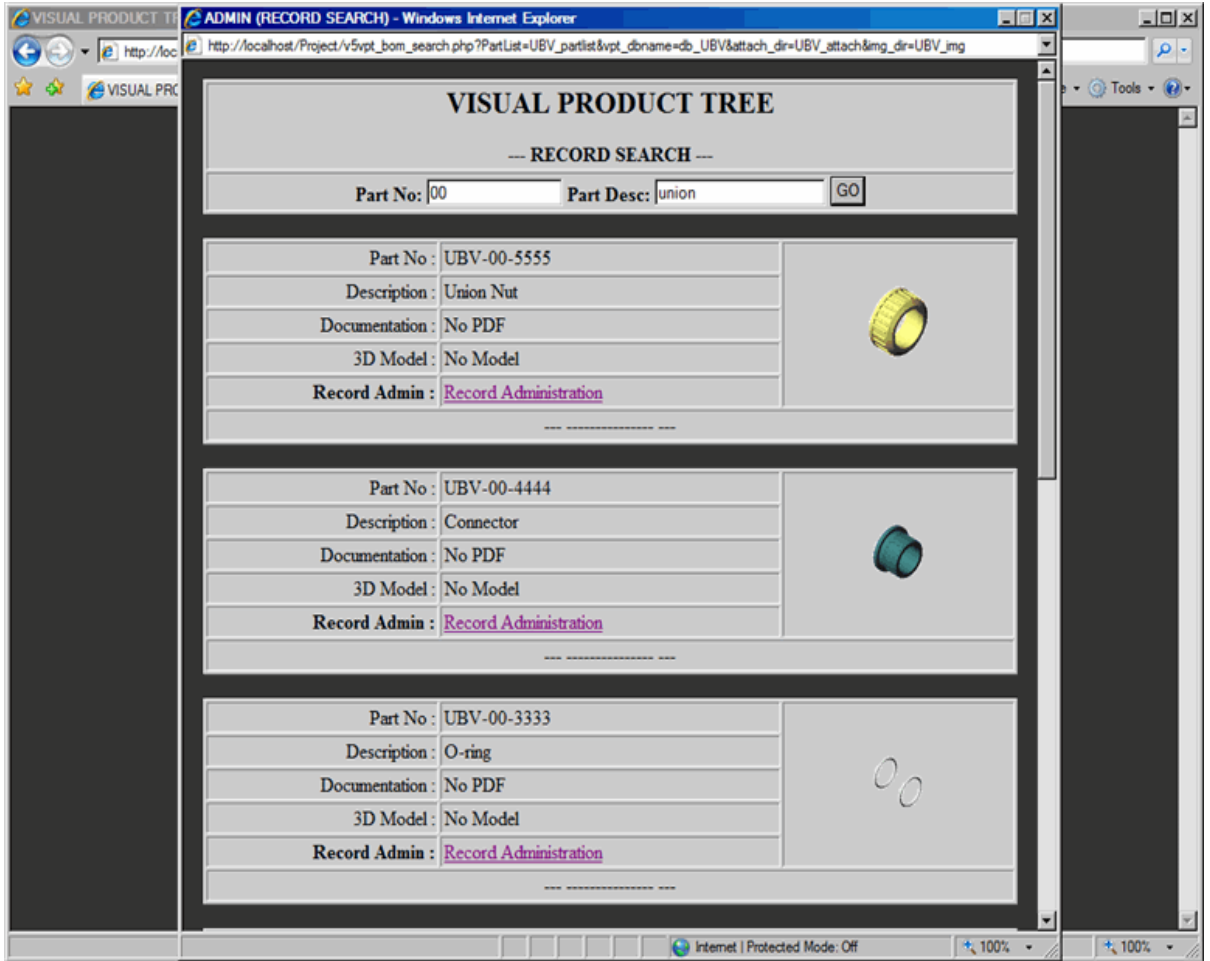 VISUAL PRODUCT TR
ADMIN (RECORD SEARCH) - Windows Internet Explorer
http://loc
http://localhost/Project/v5vpt_bom_search.php?PartList=UBV_partlist&vpt_dbname=db_UBV&attach_dir=UBV_attach&img_dir=UBV_img
VISUAL PRO
Tools
VISUAL PRODUCT TREE
--- RECORD SEARCH ---
Part No: 00 Part Desc: union GO
Part No : UBV-00-5555
Description : Union Nut
Documentation : No PDF
3D Model : No Model
Record Admin : Record Administration
--- --------------- ---
Part No : UBV-00-4444
Description : Connector
Documentation : No PDF
3D Model : No Model
Record Admin : Record Administration
--- --------------- ---
Part No : UBV-00-3333
Description : O-ring
Documentation : No PDF
3D Model : No Model
Record Admin : Record Administration
--- --------------- ---
Internet | Protected Mode: Off 100% 100%